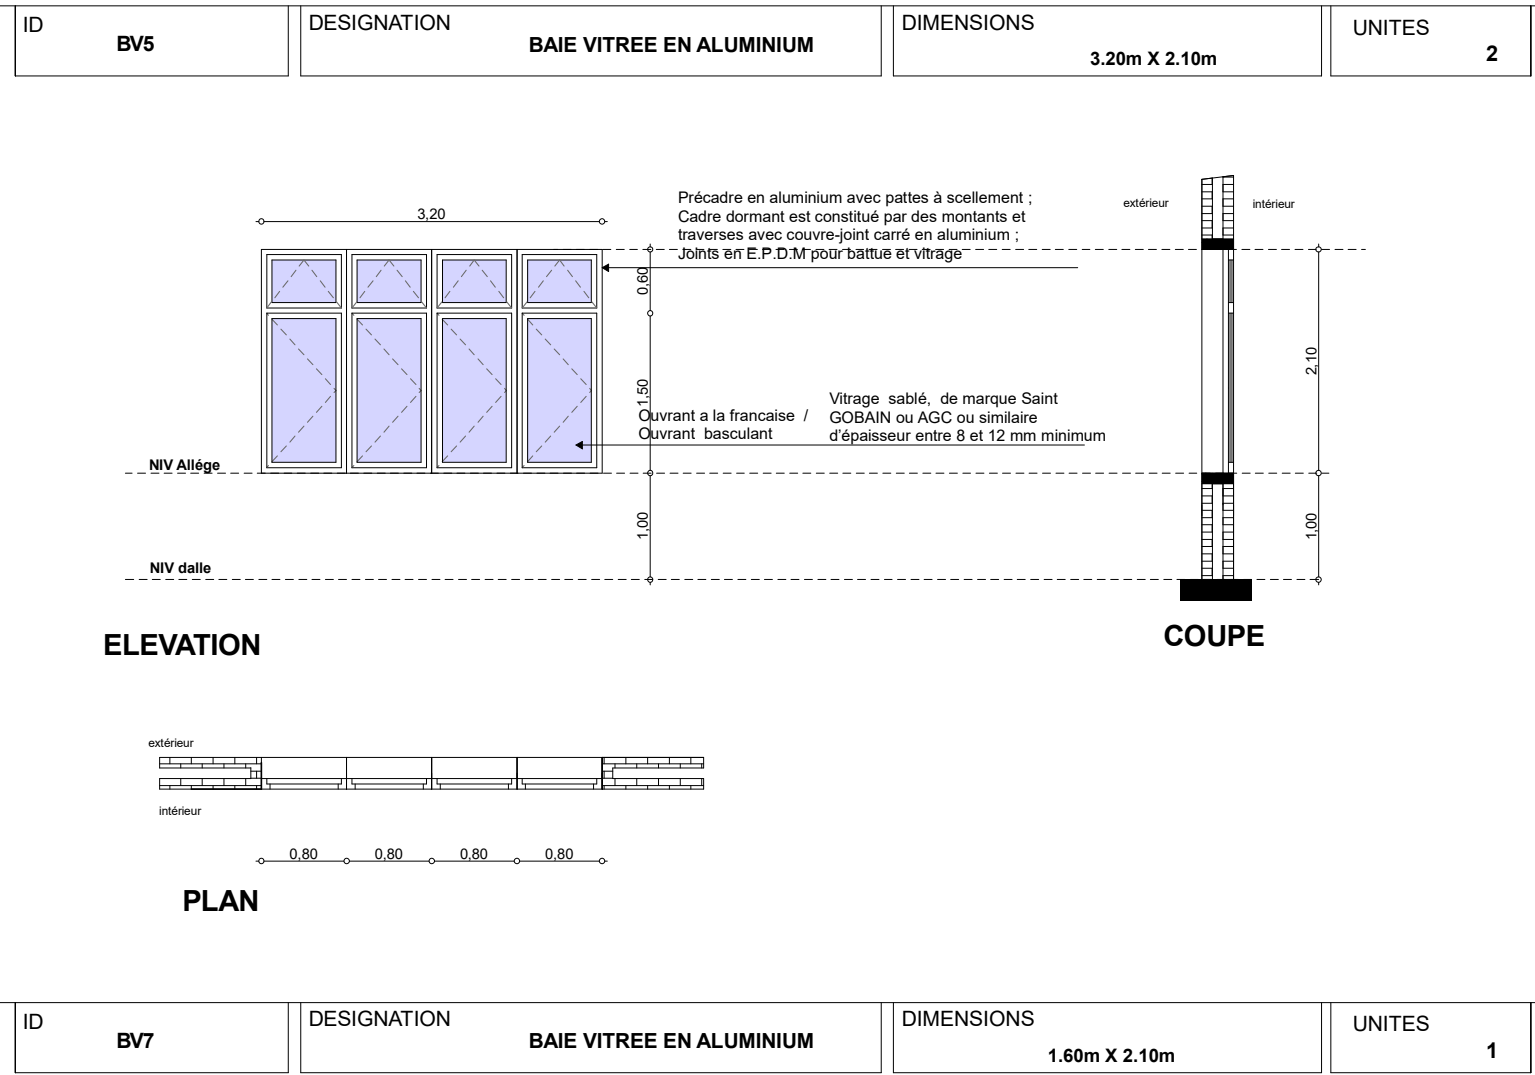 ID
BV5
DESIGNATION
BAIE VITREE EN ALUMINIUM
DIMENSIONS
3.20m X 2.10m
UNITES
2
3,20
Précadre en aluminium avec pattes à scellement ;
Cadre dormant est constitué par des montants et
traverses avec couvre-joint carré en aluminium ;
Joints en E.P.D.M pour battue et vitrage
extérieur
intérieur
0,60
1,50
2,10
Ouvrant a la francaise /
Ouvrant basculant
Vitrage sablé, de marque Saint
GOBAIN ou AGC ou similaire
d'épaisseur entre 8 et 12 mm minimum
NIV Allége
1,00
1,00
NIV dalle
ELEVATION
COUPE
extérieur
intérieur
0,80
0,80
0,80
0,80
PLAN
ID
BV7
DESIGNATION
BAIE VITREE EN ALUMINIUM
DIMENSIONS
1.60m X 2.10m
UNITES
1